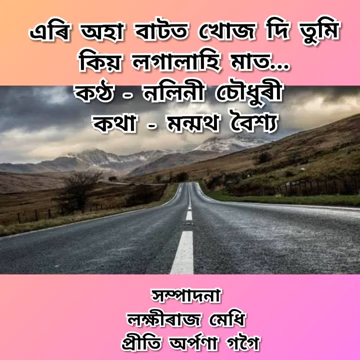 এৰি অহা বাটত খোজ দি তুমি
কিয় লগালাহি মাত...
কণ্ঠ - নলিনী চৌধুৰী
কথা - মন্মথ বৈশ্য
সম্পাদনা
লক্ষীৰাজ মেধি
প্ৰীতি অৰ্পণা গগৈ